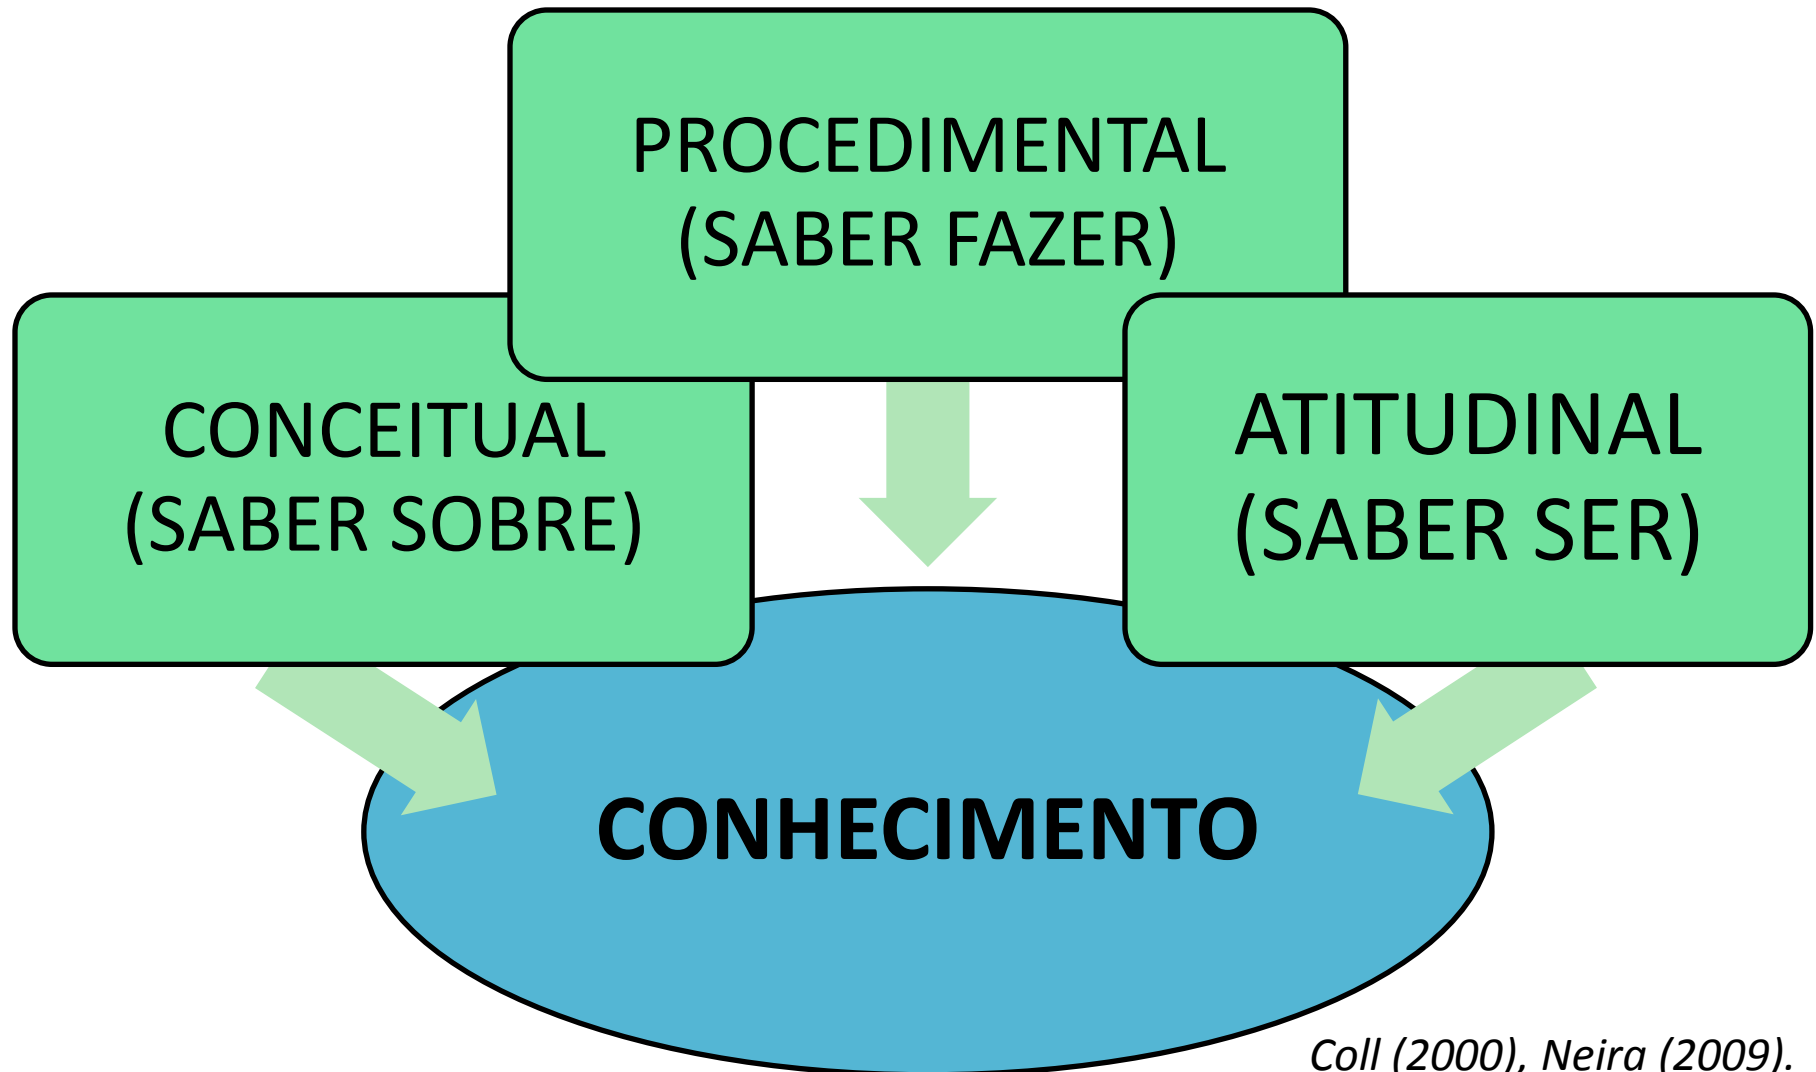 PROCEDIMENTAL
(SABER FAZER)
CONCEITUAL
(SABER SOBRE)
ATITUDINAL
(SABER SER)
CONHECIMENTO
Coll (2000), Neira (2009).